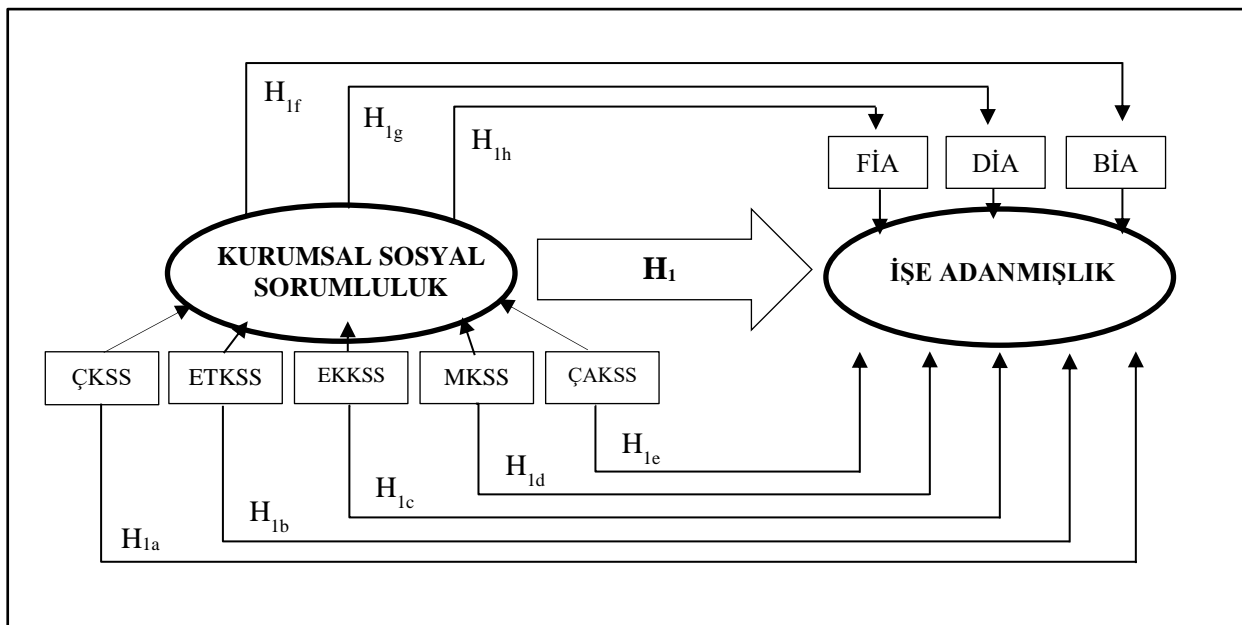 H1f
H1g
H1h
FİA
DİA
BİA
KURUMSAL SOSYAL
SORUMLULUK
H1
İŞE ADANMIŞLIK
ÇKSS
ETKSS
EKKSS
MKSS
ÇAKSS
H1e
H1d
H1c
H1b
H1a